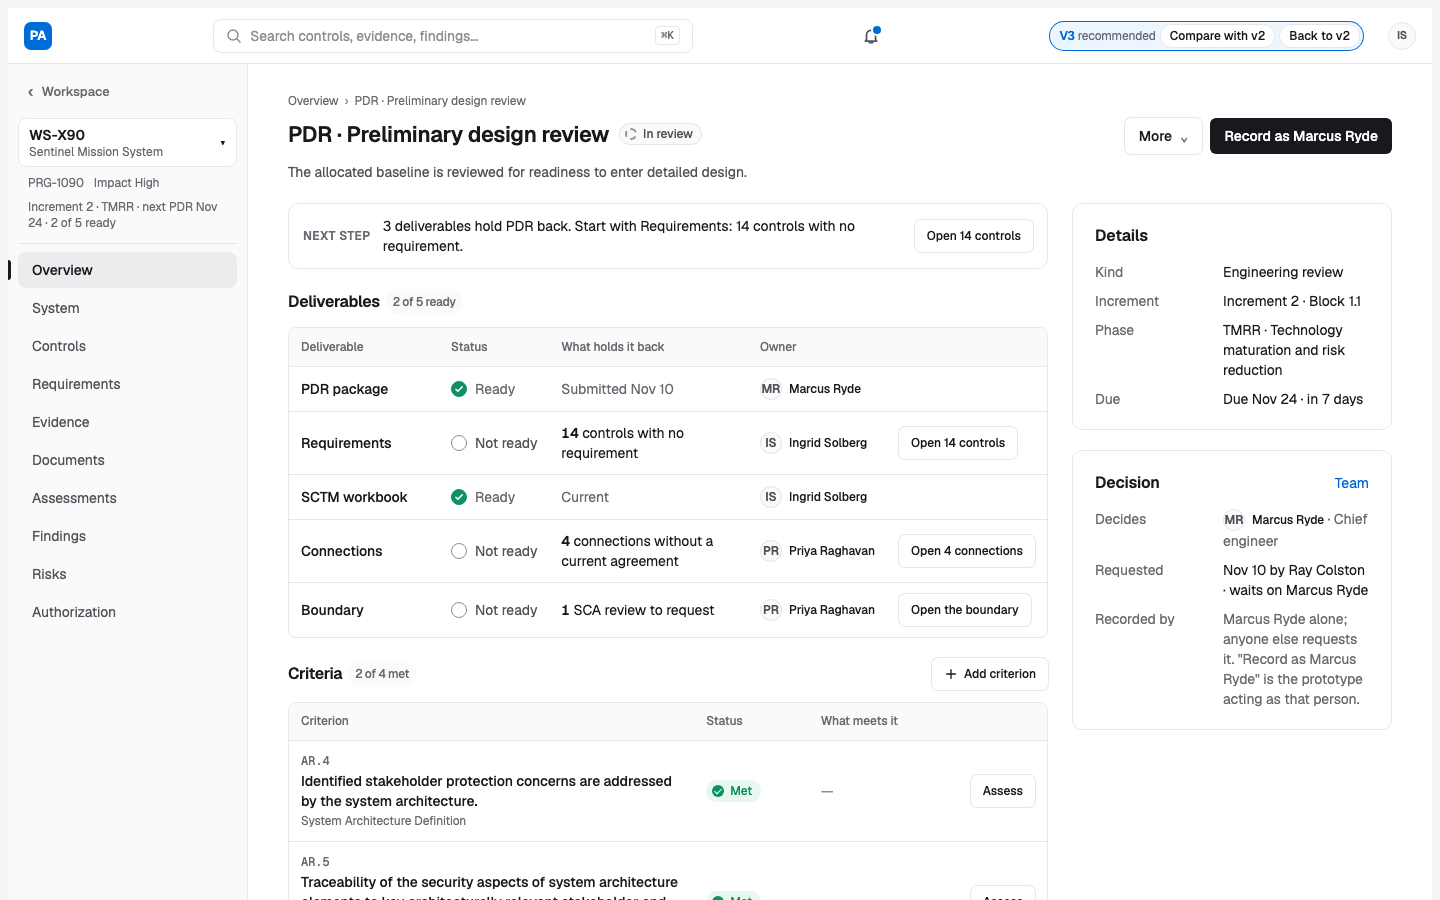 PA
Search controls, evidence, findings...
⌘K
V3 recommended
Compare with v2
Back to v2
IS
‹ Workspace
WS-X90
Sentinel Mission System
PRG-1090 Impact High
Increment 2 · TMRR · next PDR Nov
24 · 2 of 5 ready
Overview
System
Controls
Requirements
Evidence
Documents
Assessments
Findings
Risks
Authorization
Overview › PDR · Preliminary design review
PDR · Preliminary design review
In review
More
Record as Marcus Ryde
The allocated baseline is reviewed for readiness to enter detailed design.
NEXT STEP
3 deliverables hold PDR back. Start with Requirements: 14 controls with no
requirement.
Open 14 controls
Deliverables 2 of 5 ready
Deliverable Status What holds it back Owner
PDR package Ready Submitted Nov 10 MR Marcus Ryde
Requirements Not ready 14 controls with no
requirement
IS Ingrid Solberg Open 14 controls
SCTM workbook Ready Current IS Ingrid Solberg
Connections Not ready 4 connections without a
current agreement
PR Priya Raghavan Open 4 connections
Boundary Not ready 1 SCA review to request PR Priya Raghavan Open the boundary
Criteria 2 of 4 met
+ Add criterion
Criterion Status What meets it
AR.4
Identified stakeholder protection concerns are addressed
by the system architecture.
System Architecture Definition
Met — Assess
AR.5
Traceability of the security aspects of system architecture
Details
Kind Engineering review
Increment Increment 2 · Block 1.1
Phase TMRR · Technology
maturation and risk
reduction
Due Due Nov 24 · in 7 days
Decision Team
Decides MR Marcus Ryde · Chief
engineer
Requested Nov 10 by Ray Colston
· waits on Marcus Ryde
Recorded by Marcus Ryde alone;
anyone else requests
it. "Record as Marcus
Ryde" is the prototype
acting as that person.